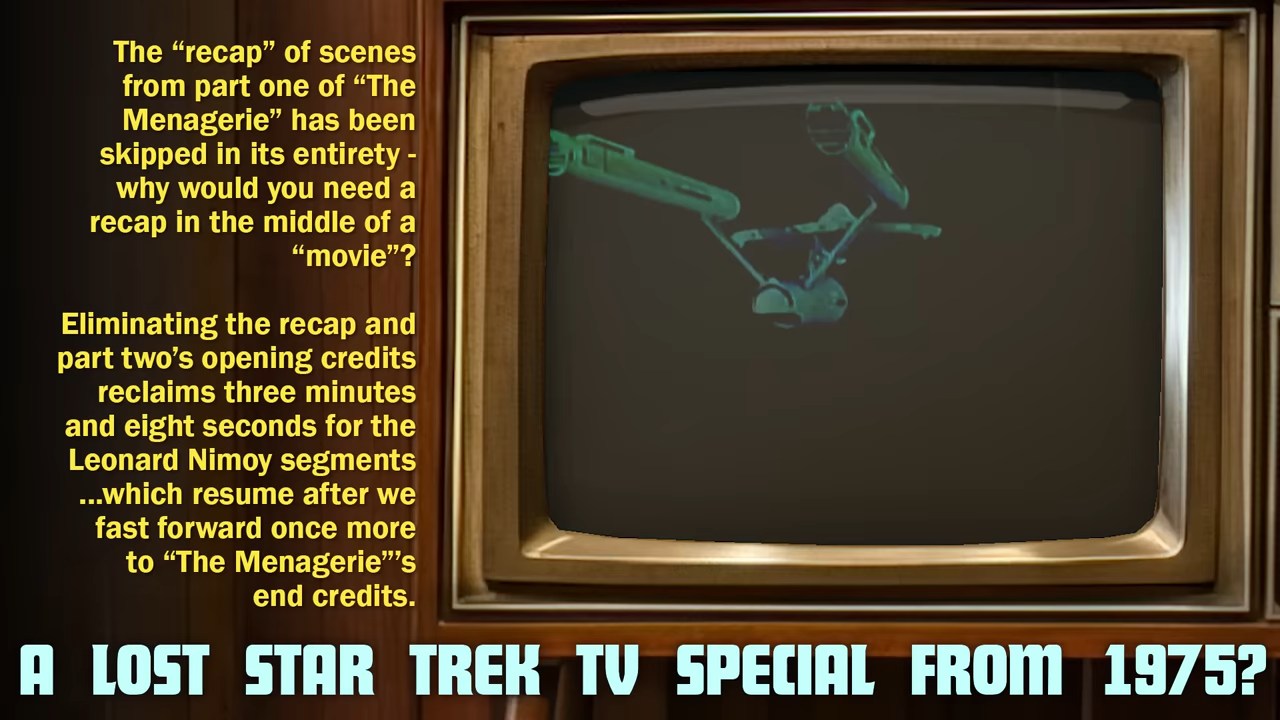 The “recap” of scenes
from part one of “The
Menagerie” has been
skipped in its entirety -
why would you need a
recap in the middle of a
“movie”?
Eliminating the recap and
part two’s opening credits
reclaims three minutes
and eight seconds for the
Leonard Nimoy segments
...which resume after we
fast forward once more
to “The Menagerie”’s
end credits.
A LOST STAR TREK TV SPECIAL FROM 1975?